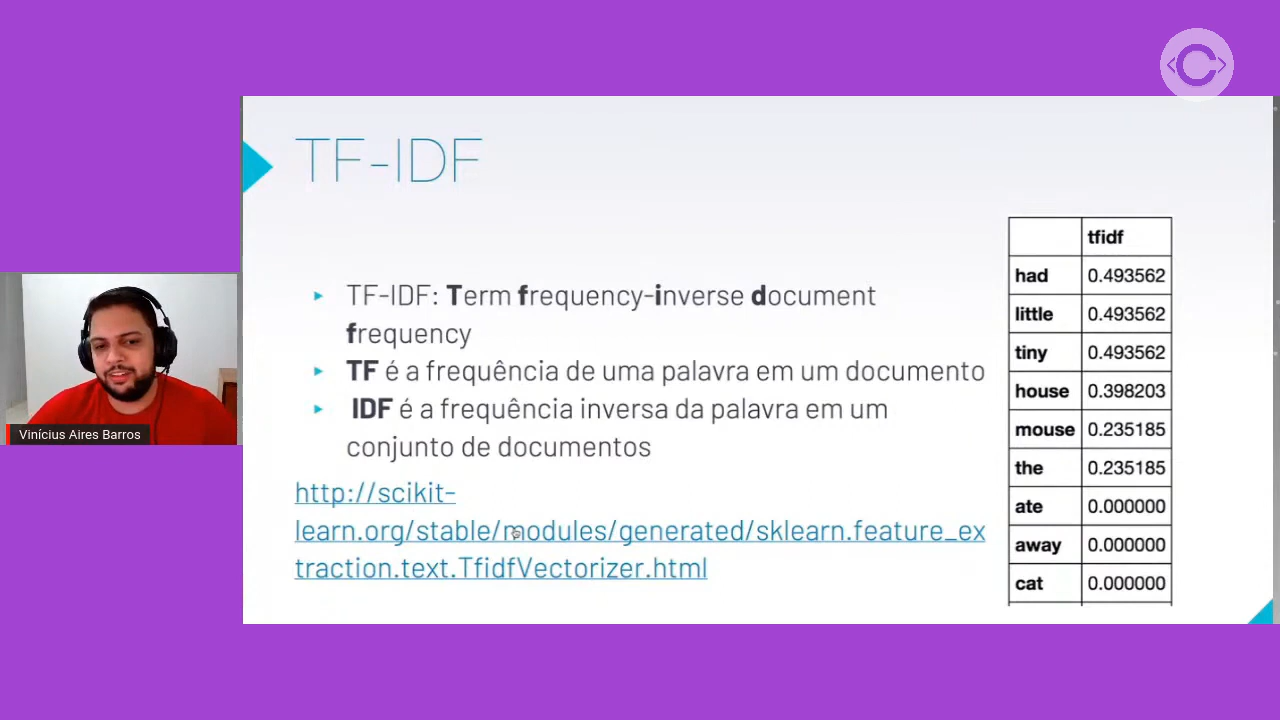 TF-IDF
TF-IDF: Term frequency-inverse document
frequency
TF é a frequência de uma palavra em um documento
IDF é a frequência inversa da palavra em um
conjunto de documentos
http://scikit-
learn.org/stable/modules/generated/sklearn.feature_ex
traction.text.TfidfVectorizer.html
tfidf
had 0.493562
little 0.493562
tiny 0.493562
house 0.398203
mouse 0.235185
the 0.235185
ate 0.000000
away 0.000000
cat 0.000000
Vinícius Aires Barros
<C>